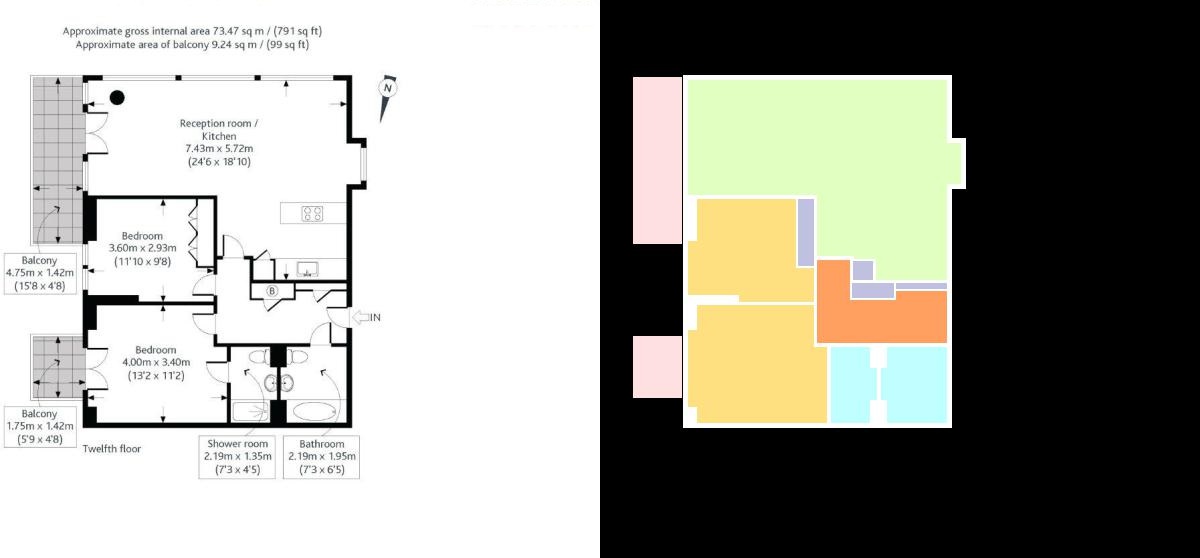 Approximate gross internal area 73.47 sq m / (791 sq ft)
Approximate area of balcony 9.24 sq m / (99 sq ft)
N
Reception room /
Kitchen
7.43m x 5.72m
(24'6 x 18'10)
Bedroom
3.60m x 2.93m
(11'10 x 9'8)
Balcony
4.75m x 1.42m
(15'8 x 4'8)
B
IN
Bedroom
4.00m x 3.40m
(13'2 x 11'2)
Balcony
1.75m x 1.42m
(5'9 x 4'8)
Twelfth floor
Shower room
2.19m x 1.35m
(7'3 x 4'5)
Bathroom
2.19m x 1.95m
(7'3 x 6'5)